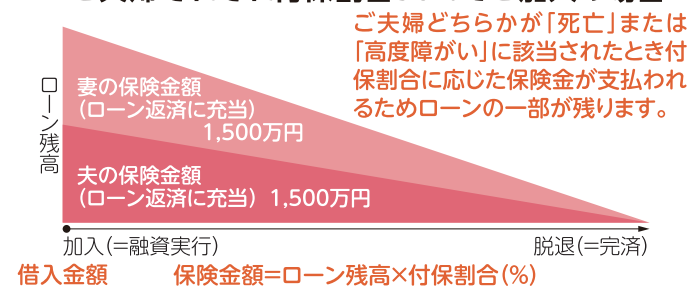 ご夫婦どちらかが「死亡」または
「高度障がい」に該当されたとき付
保割合に応じた保険金が支払われ
るためローンの一部が残ります。
ローン残高
妻の保険金額
(ローン返済に充当)
1,500万円
夫の保険金額
(ローン返済に充当) 1,500万円
加入(=融資実行)
脱退(=完済)
借入金額 保険金額=ローン残高×付保割合(%)